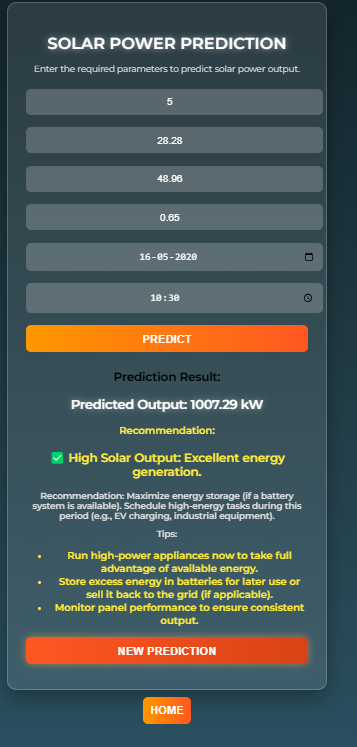 SOLAR POWER PREDICTION
Enter the required parameters to predict solar power output.
5
28.28
48.96
0.65
16-05-2020
10:30
PREDICT
Prediction Result:
Predicted Output: 1007.29 kW
Recommendation:
✅ High Solar Output: Excellent energy
generation.
Recommendation: Maximize energy storage (if a battery
system is available). Schedule high-energy tasks during this
period (e.g., EV charging, industrial equipment).
Tips:
• Run high-power appliances now to take full
advantage of available energy.
• Store excess energy in batteries for later use or
sell it back to the grid (if applicable).
• Monitor panel performance to ensure consistent
output.
NEW PREDICTION
HOME